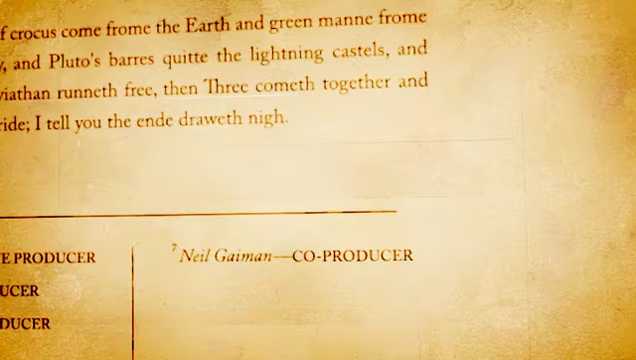 f crocus come frome the Earth and green manne frome
y, and Pluto's barres quitte the lightning castels, and
viathan runneth free, then Three cometh together and
ride; I tell you the ende draweth nigh.
E PRODUCER
7 Neil Gaiman—CO-PRODUCER
UCER
DUCER